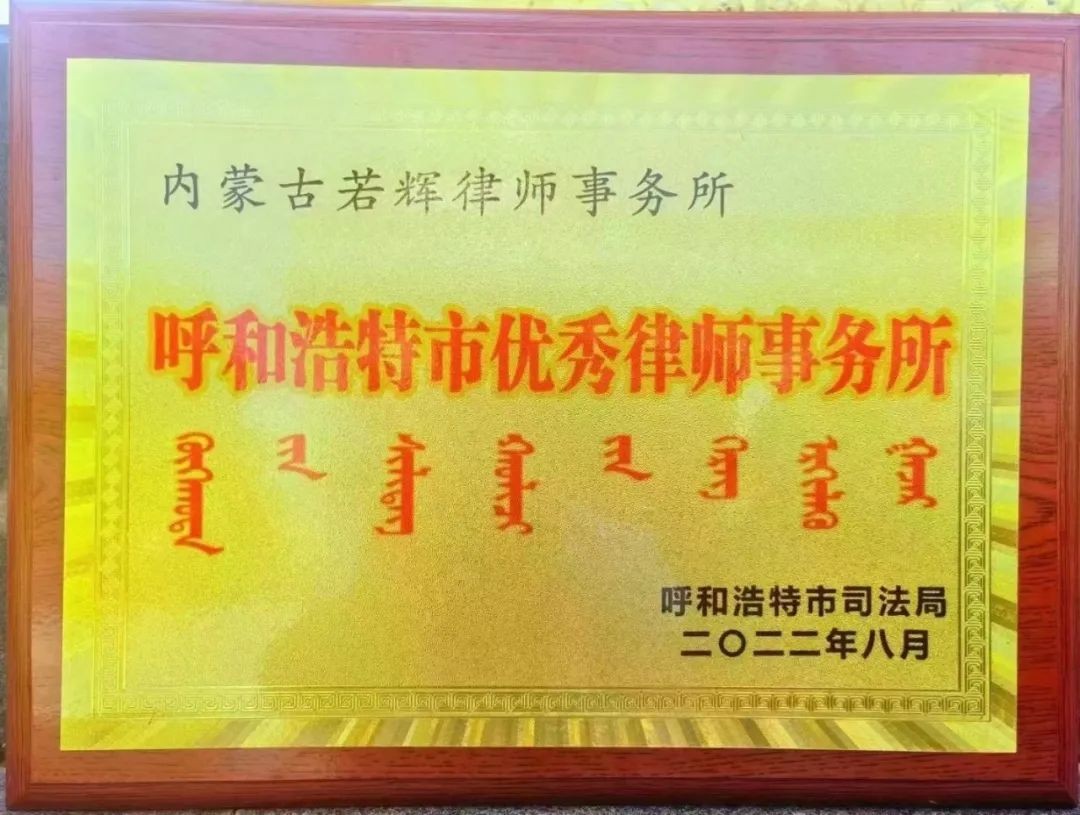 内蒙古若辉律师事务所
呼和浩特市优秀律师事务所
呼和浩特市司法局
二〇二二年八月